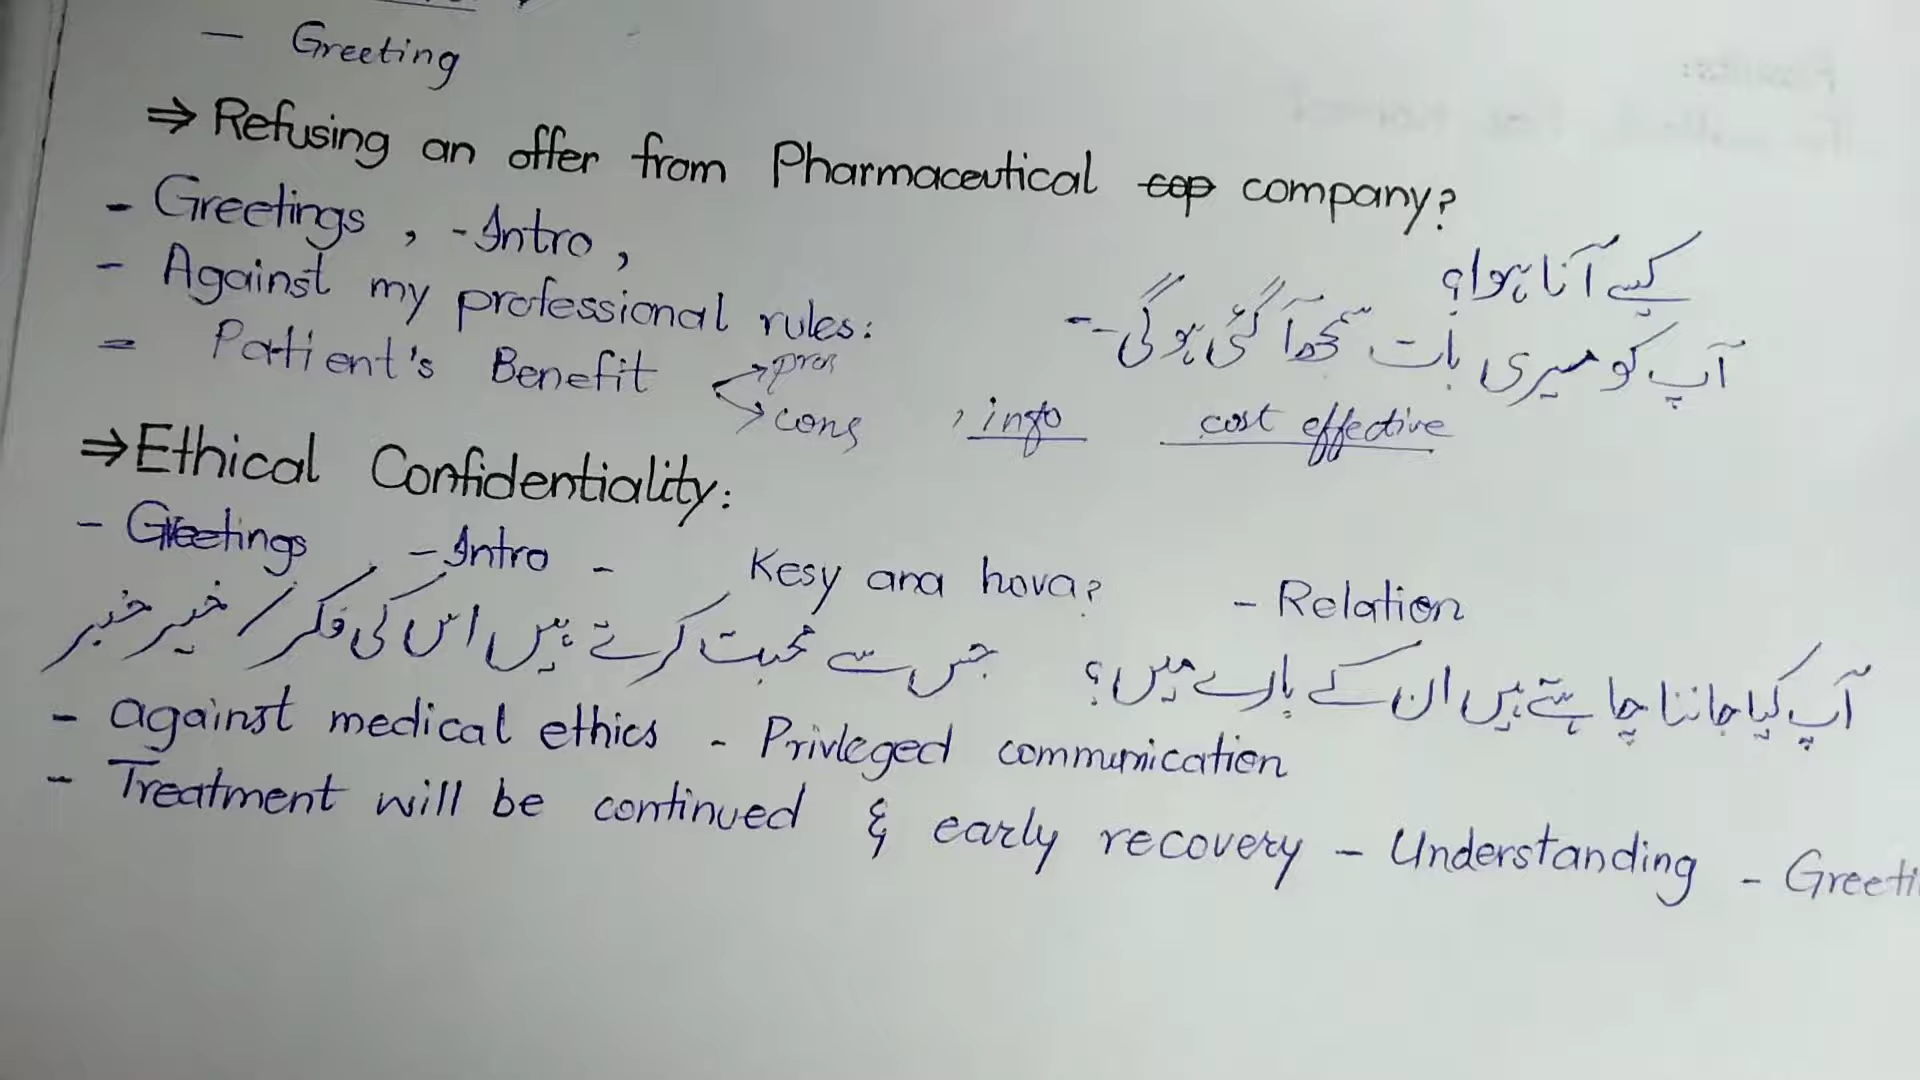 — Greeting
⇒ Refusing an offer from Pharmaceutical cop company?
- Greetings, - Intro,
کیسے آنا ہوا؟
- Against my professional rules:
آپ کو میری بات سمجھ آ گئی ہو گی --
- Patient's Benefit → pros → cons, info cost effective
⇒ Ethical Confidentiality:
- Greetings, - Intro - Kesy ana hova? - Relation
آپ کیا جاننا چاہتے ہیں ان کے بارے میں؟ جس سے محبت کرتے ہیں اس کی فکر / خیر خبر
- against medical ethics - Privleged communication
- Treatment will be continued & early recovery - Understanding - Greeti